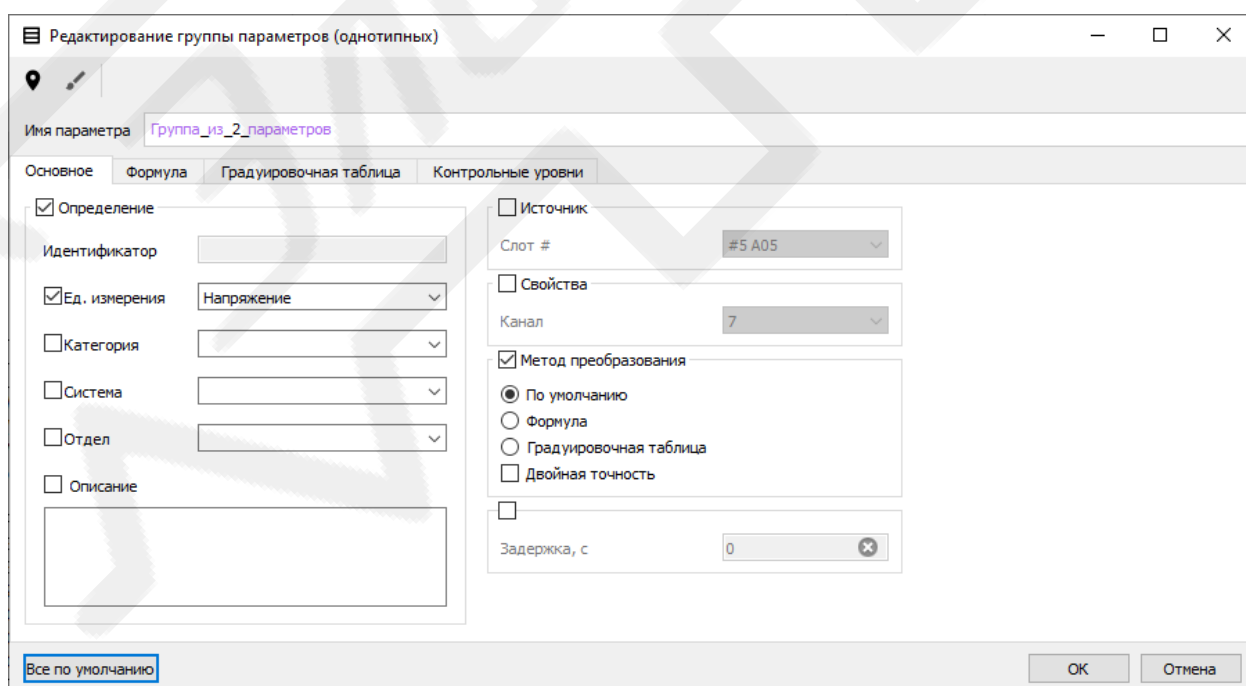 Редактирование группы параметров (однотипных)
Имя параметра Группа_из_2_параметров
Основное Формула Градуировочная таблица Контрольные уровни
Определение
Идентификатор
Ед. измерения Напряжение
Категория
Система
Отдел
Описание
Источник
Слот # #5 A05
Свойства
Канал 7
Метод преобразования
По умолчанию
Формула
Градуировочная таблица
Двойная точность
Задержка, с 0
Все по умолчанию OK Отмена